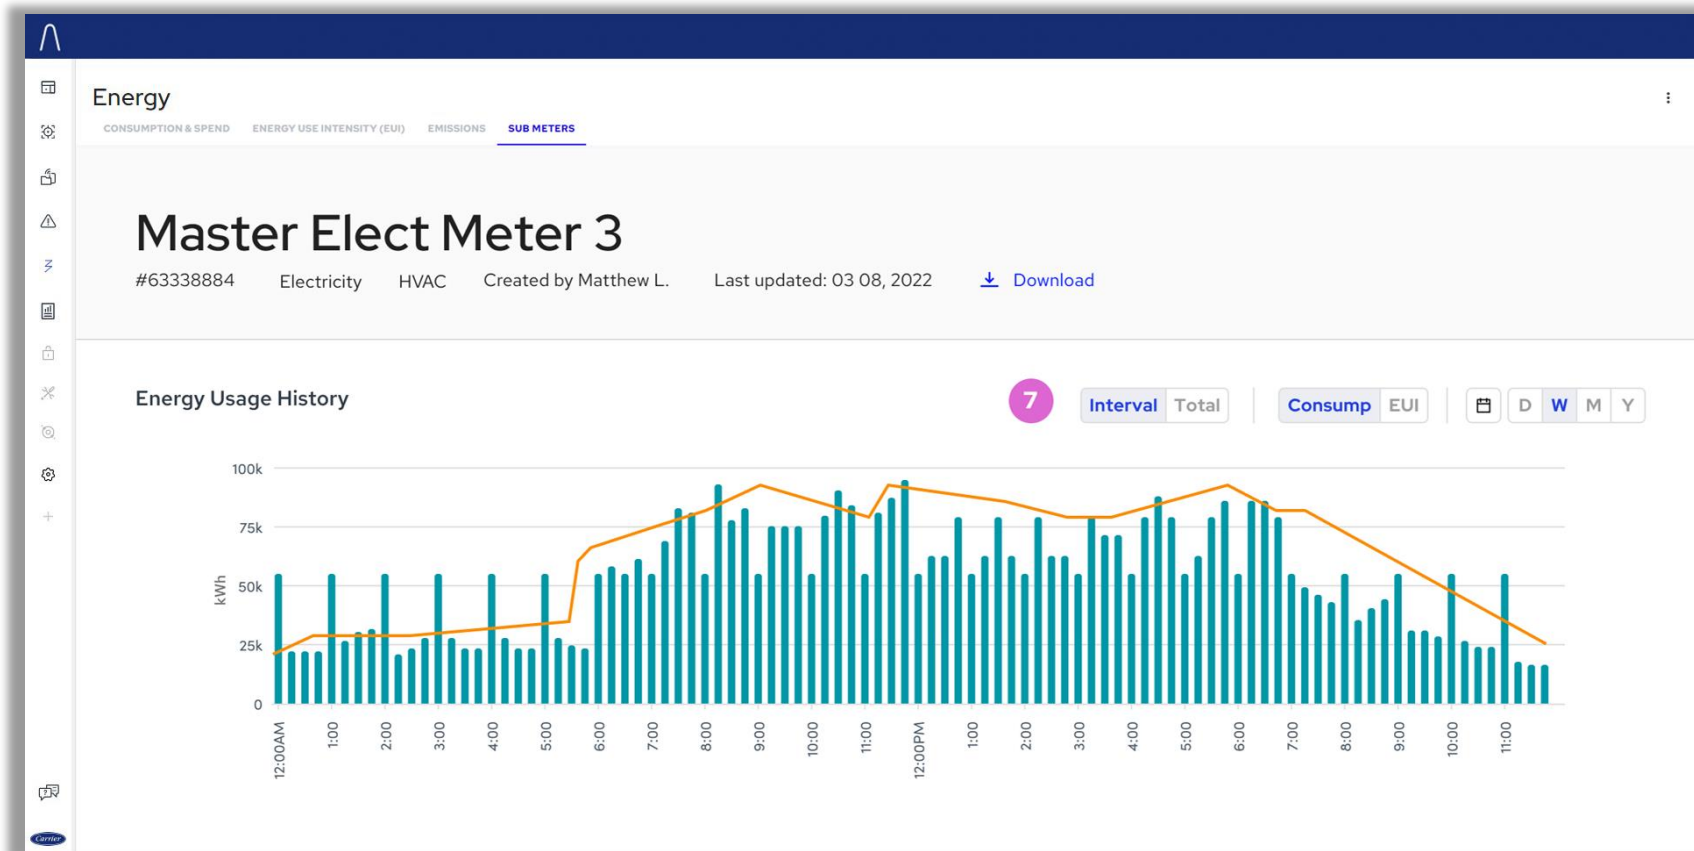 Energy
CONSUMPTION & SPEND ENERGY USE INTENSITY (EUI) EMISSIONS SUB METERS
Master Elect Meter 3
#63338884 Electricity HVAC Created by Matthew L. Last updated: 03 08, 2022 Download
Energy Usage History
7 Interval Total Consump EUI D W M Y
100k
75k
50k
25k
0
kWh
12:00AM 1:00 2:00 3:00 4:00 5:00 6:00 7:00 8:00 9:00 10:00 11:00 12:00PM 1:00 2:00 3:00 4:00 5:00 6:00 7:00 8:00 9:00 10:00 11:00
Carrier